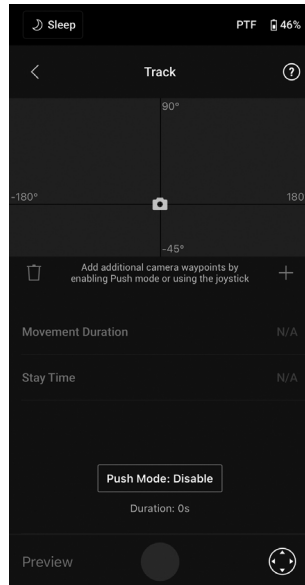 Sleep
PTF 46%
Track
?
90°
-180°
180
-45°
Add additional camera waypoints by
enabling Push mode or using the joystick
Movement Duration N/A
Stay Time N/A
Push Mode: Disable
Duration: 0s
Preview